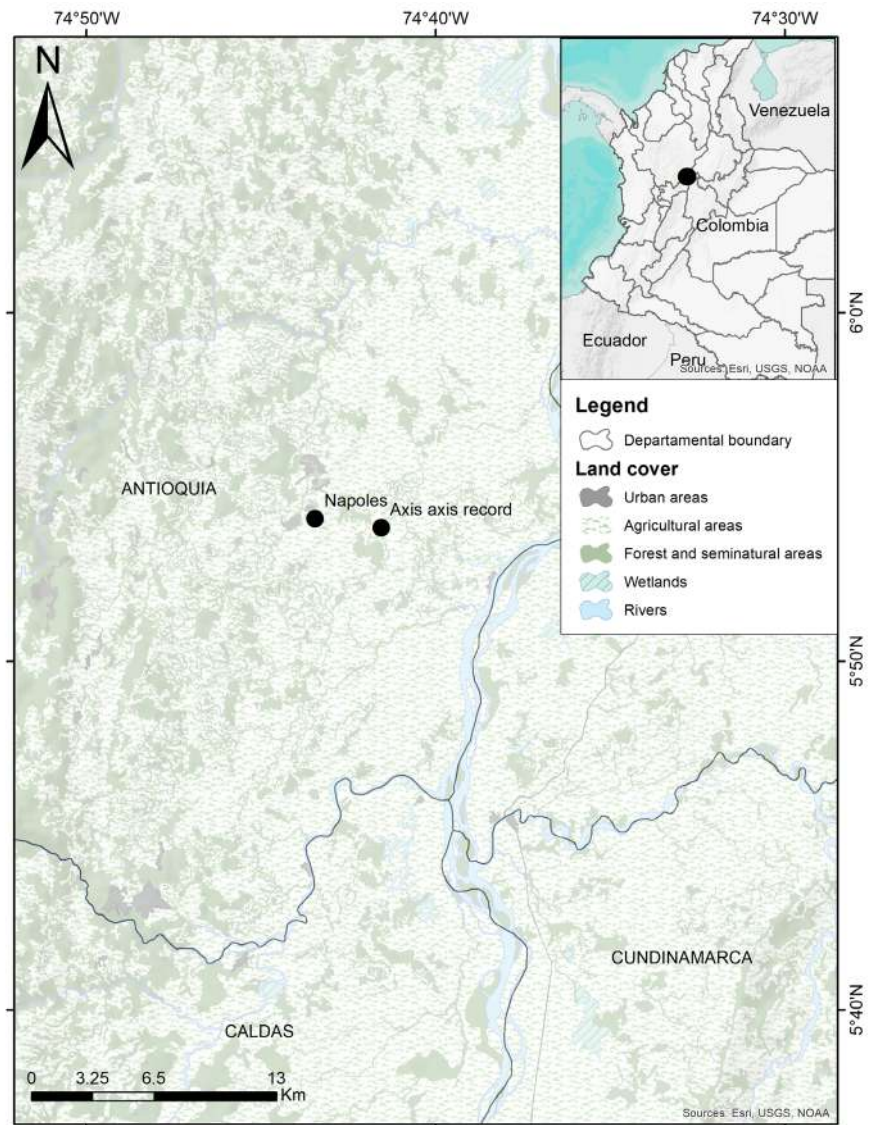 74°50'W
74°40'W
74°30'W
N
Venezuela
Colombia
Ecuador
Peru
Sources: Esri, USGS, NOAA
6°0'N
Legend
Departamental boundary
Land cover
Urban areas
Agricultural areas
Forest and seminatural areas
Wetlands
Rivers
ANTIOQUIA
Napoles
Axis axis record
5°50'N
CUNDINAMARCA
5°40'N
CALDAS
0 3.25 6.5 13
Km
Sources: Esri, USGS, NOAA